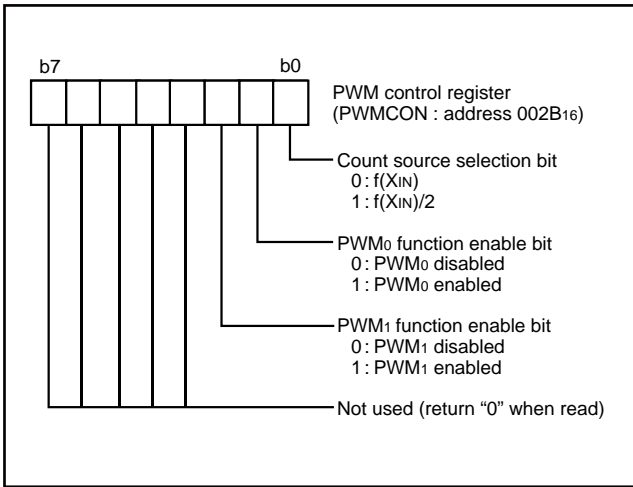 b7 b0
PWM control register
(PWMCON : address 002B16)
Count source selection bit
0 : f(XIN)
1 : f(XIN)/2
PWM0 function enable bit
0 : PWM0 disabled
1 : PWM0 enabled
PWM1 function enable bit
0 : PWM1 disabled
1 : PWM1 enabled
Not used (return “0” when read)